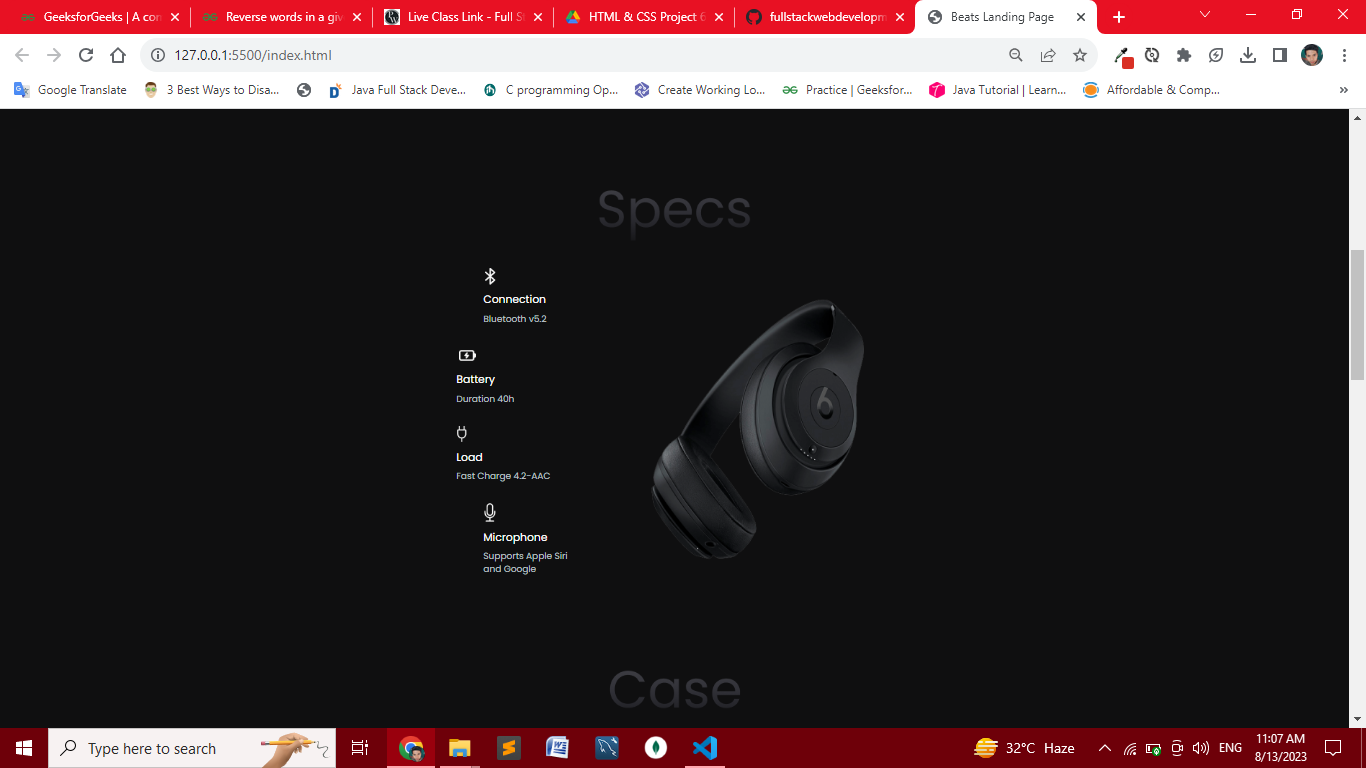 GeeksforGeeks | A con
Reverse words in a give
Live Class Link - Full St
HTML & CSS Project 6
fullstackwebdevelopm
Beats Landing Page
127.0.0.1:5500/index.html
Google Translate
3 Best Ways to Disa...
Java Full Stack Deve...
C programming Op...
Create Working Lo...
Practice | Geeksfor...
Java Tutorial | Learn...
Affordable & Comp...
»
Specs
Connection
Bluetooth v5.2
Battery
Duration 40h
Load
Fast Charge 4.2-AAC
Microphone
Supports Apple Siri
and Google
Case
Type here to search
32°C Haze
ENG
11:07 AM
8/13/2023